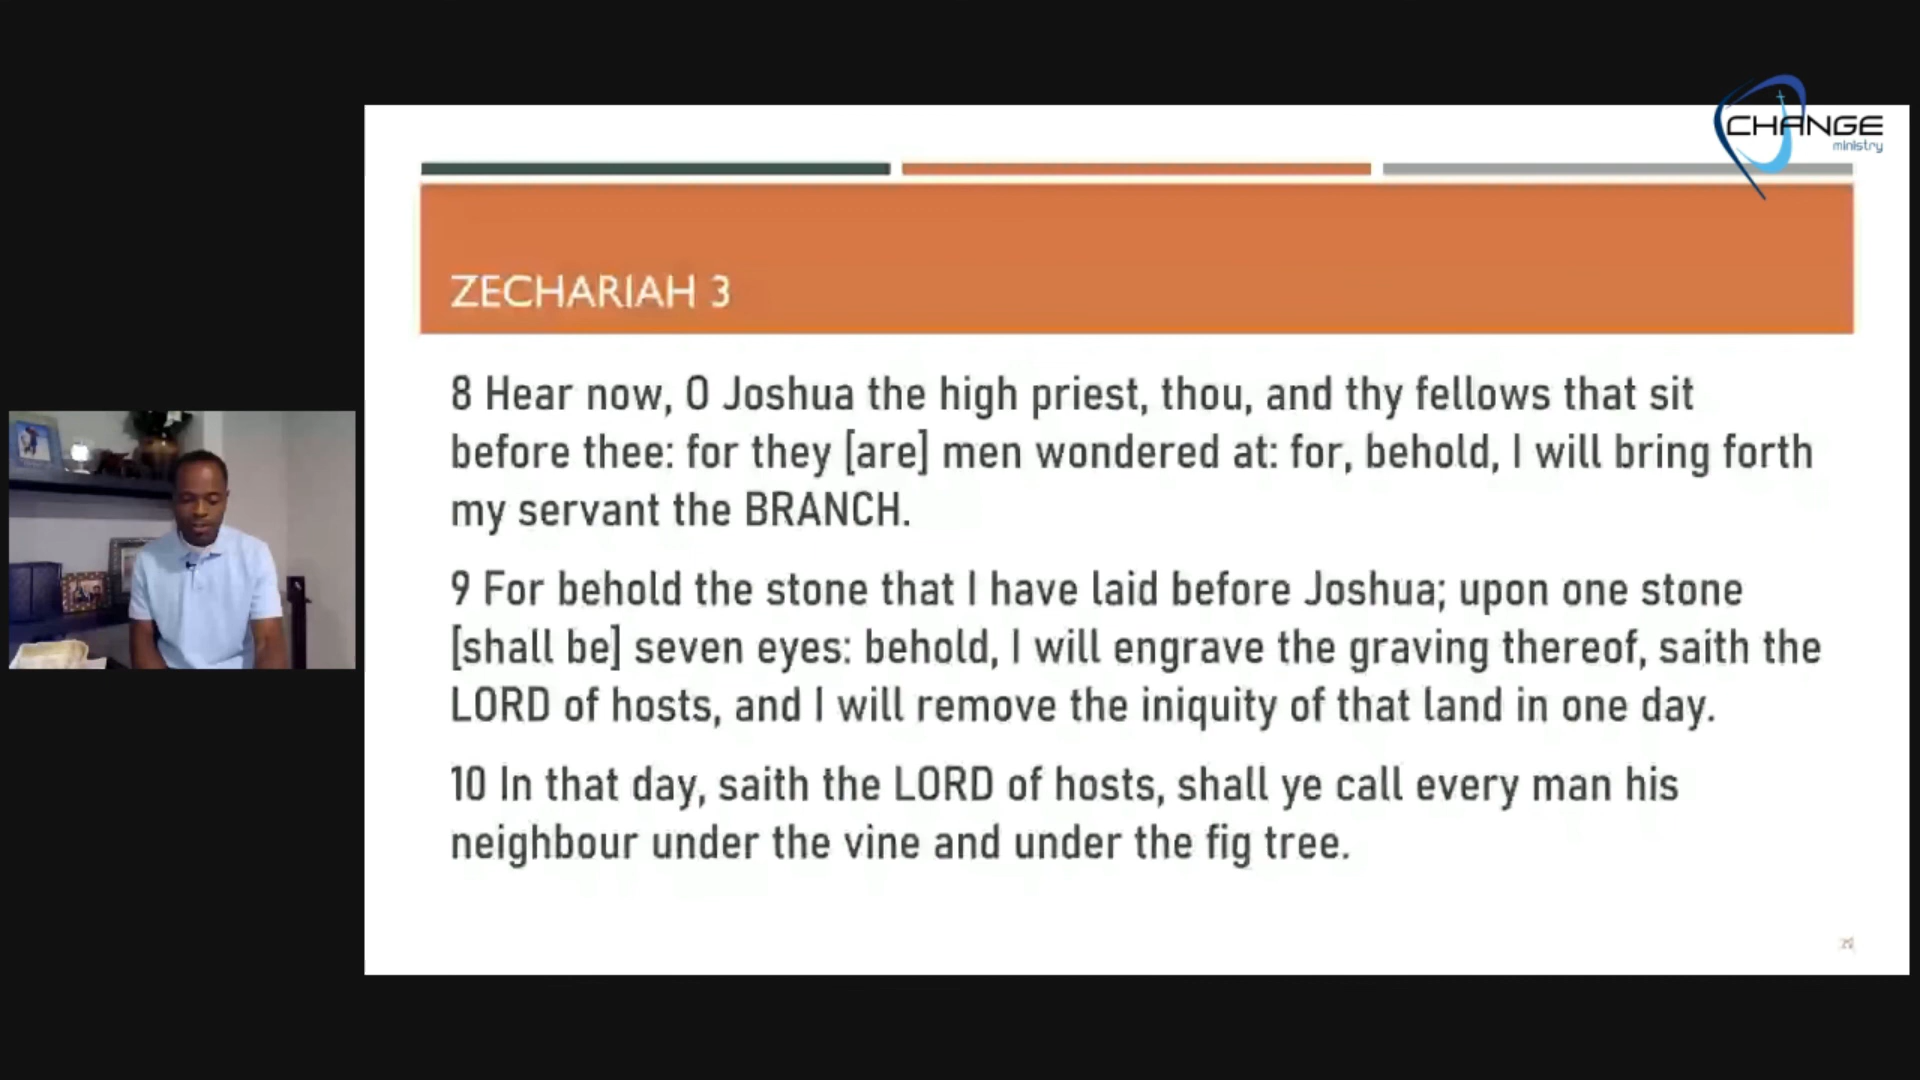 CHANGE
ministry
ZECHARIAH 3
8 Hear now, O Joshua the high priest, thou, and thy fellows that sit
before thee: for they [are] men wondered at: for, behold, I will bring forth
my servant the BRANCH.
9 For behold the stone that I have laid before Joshua; upon one stone
[shall be] seven eyes: behold, I will engrave the graving thereof, saith the
LORD of hosts, and I will remove the iniquity of that land in one day.
10 In that day, saith the LORD of hosts, shall ye call every man his
neighbour under the vine and under the fig tree.